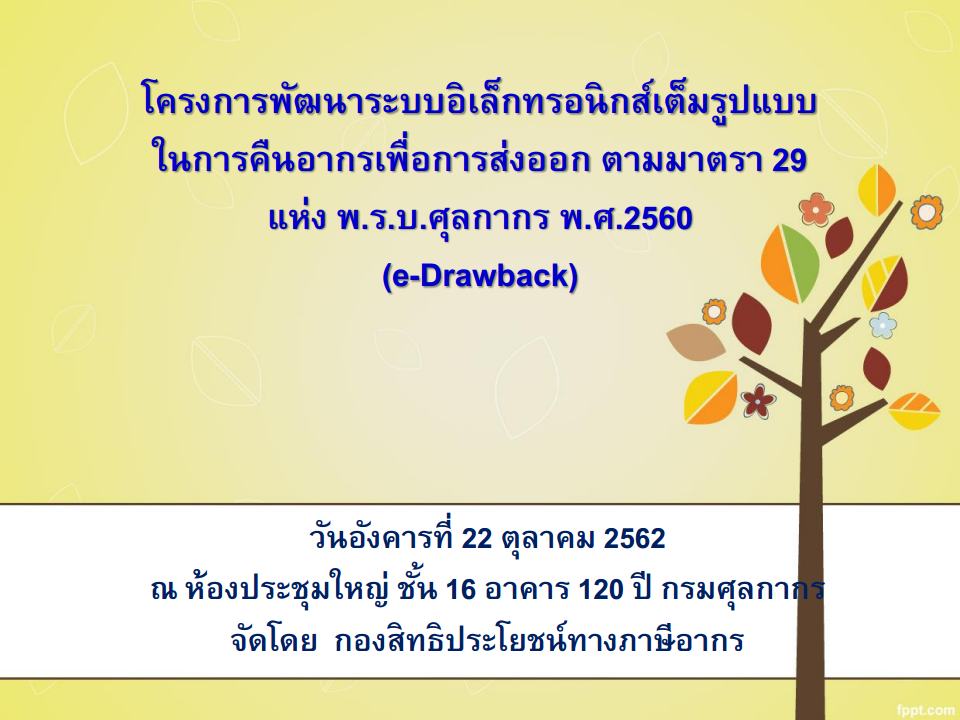 โครงการพัฒนาระบบอิเล็กทรอนิกส์เต็มรูปแบบ
ในการคืนอากรเพื่อการส่งออก ตามมาตรา 29
แห่ง พ.ร.บ.ศุลกากร พ.ศ.2560
(e-Drawback)
วันอังคารที่ 22 ตุลาคม 2562
ณ ห้องประชุมใหญ่ ชั้น 16 อาคาร 120 ปี กรมศุลกากร
จัดโดย กองสิทธิประโยชน์ทางภาษีอากร
fppt.com